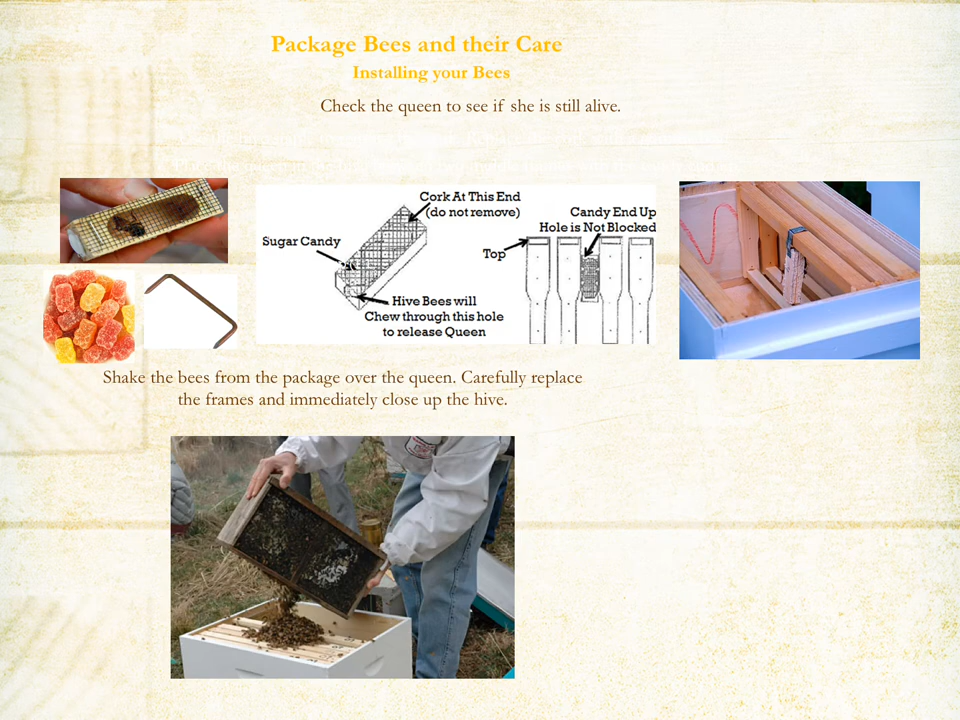 Package Bees and their Care
Installing your Bees
Check the queen to see if she is still alive.
Cork At This End
(do not remove)
Sugar Candy
Hive Bees will
Chew through this hole
to release Queen
Candy End Up
Hole is Not Blocked
Top
Shake the bees from the package over the queen. Carefully replace
the frames and immediately close up the hive.